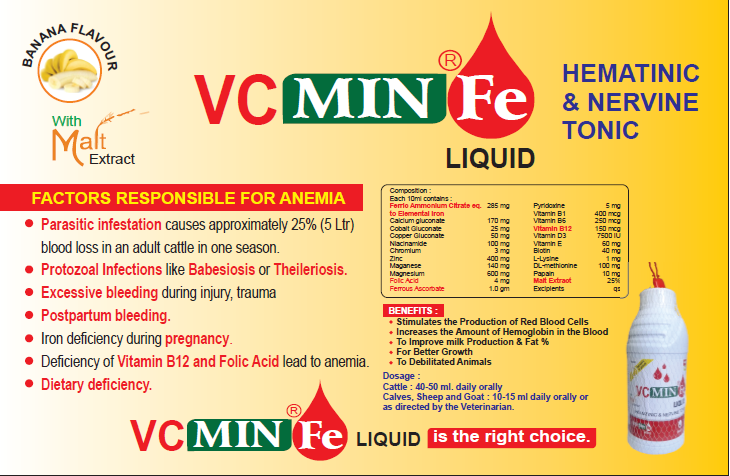 BANANA FLAVOUR
With
Malt
Extract
VC MIN Fe ®
LIQUID
HEMATINIC
& NERVINE
TONIC
FACTORS RESPONSIBLE FOR ANEMIA
Parasitic infestation causes approximately 25% (5 Ltr)
blood loss in an adult cattle in one season.
Protozoal Infections like Babesiosis or Theileriosis.
Excessive bleeding during injury, trauma
Postpartum bleeding.
Iron deficiency during pregnancy.
Deficiency of Vitamin B12 and Folic Acid lead to anemia.
Dietary deficiency.
Composition :
Each 10ml contains :
Ferrio Ammonium Citrate eq. 285 mg
to Elemental Iron
Calcium gluconate 170 mg
Cobalt Gluconate 25 mg
Copper Gluconate 50 mg
Niacinamide 100 mg
Chromium 3 mg
Zinc 400 mg
Maganese 140 mg
Magnesium 600 mg
Folic Acid 4 mg
Ferrous Ascorbate 1.0 gm
Pyridoxine 5 mg
Vitamin B1 400 mcg
Vitamin B6 250 mcg
Vitamin B12 150 mcg
Vitamin D3 7500 IU
Vitamin E 60 mg
Biotin 40 mg
L-Lysine 1 mg
DL-methionine 100 mg
Papain 10 mg
Malt Extraot 25%
Excipients qs
BENEFITS :
Stimulates the Production of Red Blood Cells
Increases the Amount of Hemoglobin in the Blood
To Improve milk Production & Fat %
For Better Growth
To Debilitated Animals
Dosage :
Cattle : 40-50 ml. daily orally
Calves, Sheep and Goat : 10-15 ml daily orally or
as directed by the Veterinarian.
VC MIN Fe ® LIQUID is the right choice.
VCMIN